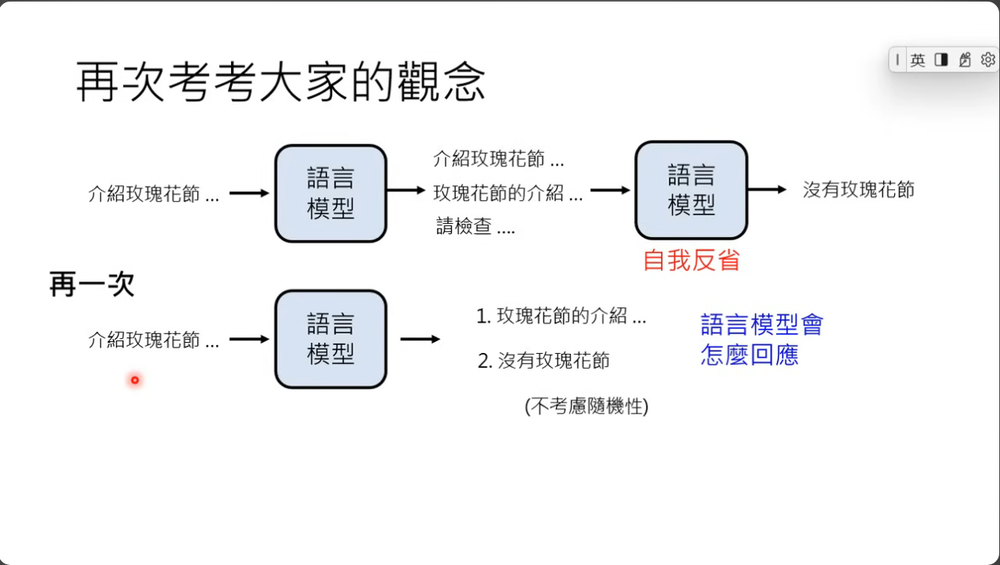 再次考考大家的觀念
英
介紹玫瑰花節 ...
語言
模型
介紹玫瑰花節 ...
玫瑰花節的介紹 ...
請檢查 ....
語言
模型
沒有玫瑰花節
自我反省
再一次
介紹玫瑰花節 ...
語言
模型
1. 玫瑰花節的介紹 ...
2. 沒有玫瑰花節
(不考慮隨機性)
語言模型會
怎麼回應